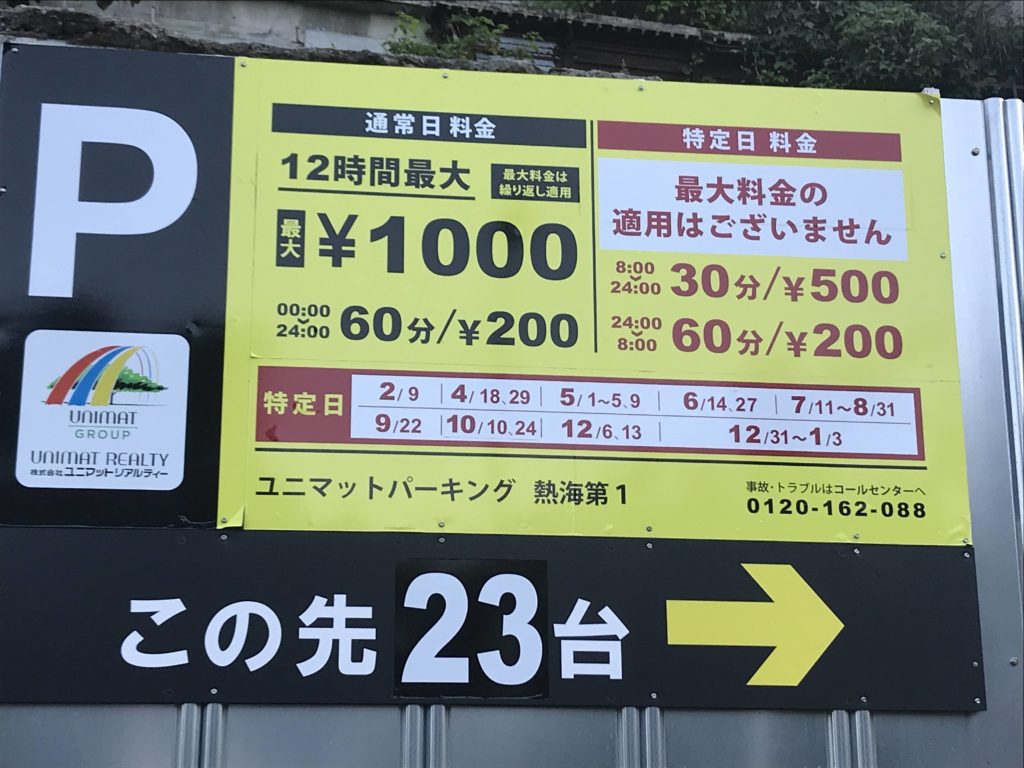 P
通常日料金
12時間最大
最大料金は
繰り返し適用
最大 ¥1000
00:00
〜
24:00
60分/¥200
特定日 料金
最大料金の
適用はございません
8:00
〜
24:00
30分/¥500
24:00
〜
8:00
60分/¥200
特定日
2/9 4/18、29 5/1〜5、9 6/14、27 7/11〜8/31
9/22 10/10、24 12/6、13 12/31〜1/3
UNIMAT
GROUP
UNIMAT REALTY
株式会社ユニマットリアルティー
ユニマットパーキング 熱海第1
事故・トラブルはコールセンターへ
0120-162-088
この先23台